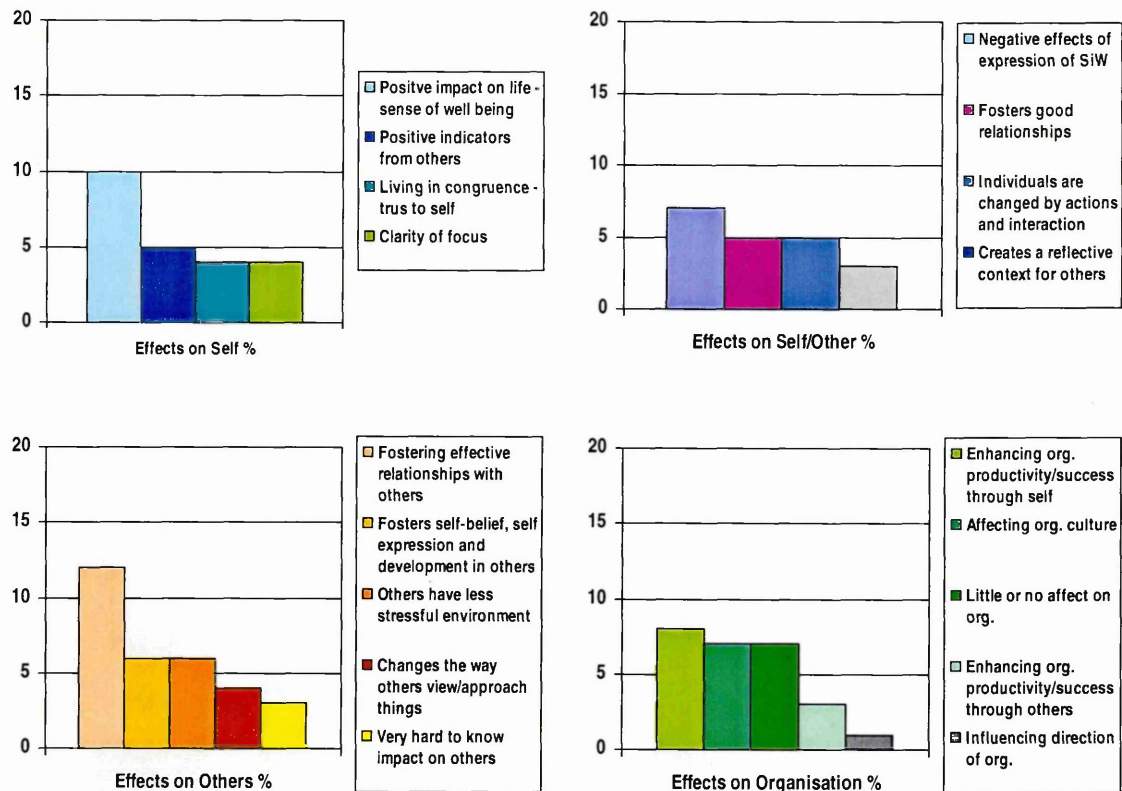 20
15
10
5
0
Effects on Self %
Positve impact on life -
sense of well being
Positive indicators
from others
Living in congruence -
trus to self
Clarity of focus
20
15
10
5
0
Effects on Self/Other %
Negative effects of
expression of SiW
Fosters good
relationships
Individuals are
changed by actions
and interaction
Creates a reflective
context for others
20
15
10
5
0
Effects on Others %
Fostering effective
relationships with
others
Fosters self-belief, self
expression and
development in others
Others have less
stressful environment
Changes the way
others view/approach
things
Very hard to know
impact on others
20
15
10
5
0
Effects on Organisation %
Enhancing org.
productivity/success
through self
Affecting org. culture
Little or no affect on
org.
Enhancing org.
productivity/success
through others
Influencing direction
of org.